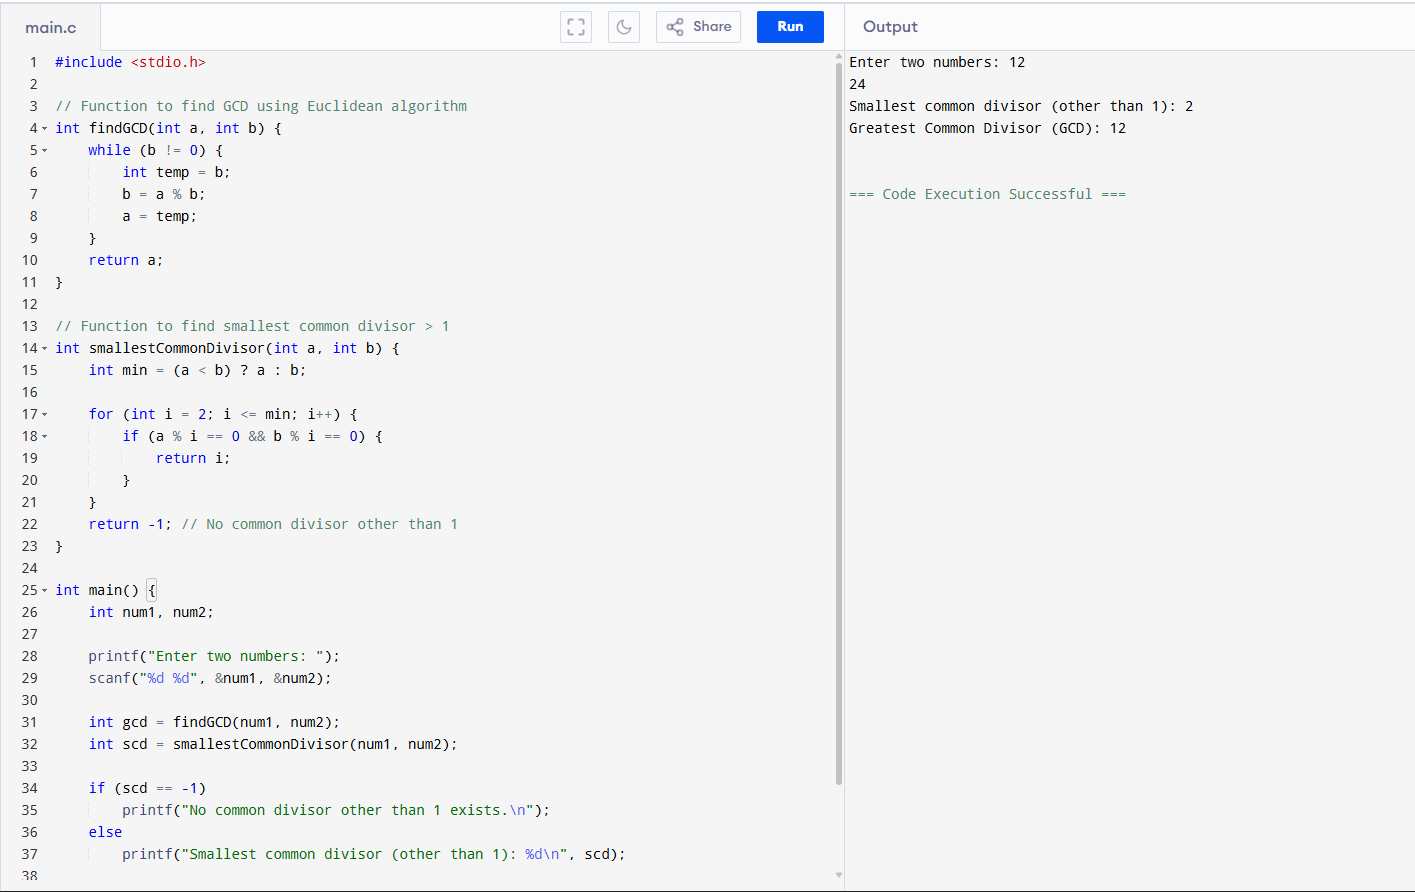 main.c
Share
Run
Output
1 #include <stdio.h>
2
3 // Function to find GCD using Euclidean algorithm
4 int findGCD(int a, int b) {
5     while (b != 0) {
6         int temp = b;
7         b = a % b;
8         a = temp;
9     }
10     return a;
11 }
12
13 // Function to find smallest common divisor > 1
14 int smallestCommonDivisor(int a, int b) {
15     int min = (a < b) ? a : b;
16
17     for (int i = 2; i <= min; i++) {
18         if (a % i == 0 && b % i == 0) {
19             return i;
20         }
21     }
22     return -1; // No common divisor other than 1
23 }
24
25 int main() {
26     int num1, num2;
27
28     printf("Enter two numbers: ");
29     scanf("%d %d", &num1, &num2);
30
31     int gcd = findGCD(num1, num2);
32     int scd = smallestCommonDivisor(num1, num2);
33
34     if (scd == -1)
35         printf("No common divisor other than 1 exists.\n");
36     else
37         printf("Smallest common divisor (other than 1): %d\n", scd);
38
Enter two numbers: 12
24
Smallest common divisor (other than 1): 2
Greatest Common Divisor (GCD): 12
=== Code Execution Successful ===